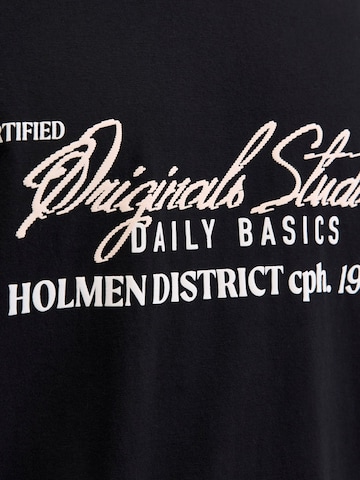 RTIFIED
Originals Studi
DAILY BASICS
HOLMEN DISTRICT cph. 19